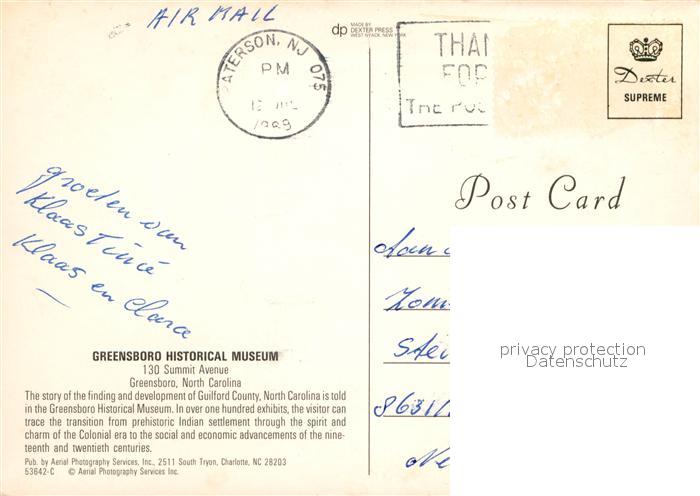 AIR MAIL
dp MADE BY
DEXTER PRESS
WEST NYACK, NEW YORK
PATERSON, NJ 075
PM
1989
THAN
FOR
THE
Dexter
SUPREME
Post Card
groeten van
Klaas Tinie
Klaas en Clara
Aan
Ste
8631
Ne
privacy protection
Datenschutz
GREENSBORO HISTORICAL MUSEUM
130 Summit Avenue
Greensboro, North Carolina
The story of the finding and development of Guilford County, North Carolina is told
in the Greensboro Historical Museum. In over one hundred exhibits, the visitor can
trace the transition from prehistoric Indian settlement through the spirit and
charm of the Colonial era to the social and economic advancements of the nine-
teenth and twentieth centuries.
Pub. by Aerial Photography Services, Inc., 2511 South Tryon, Charlotte, NC 28203
53642-C © Aerial Photography Services, Inc.